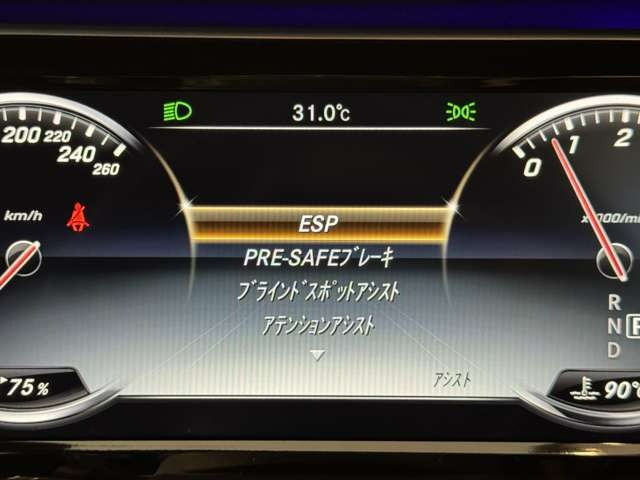 31.0℃
200 220
240
260
km/h
0 1 2
x1000/mi
ESP
PRE-SAFEブレーキ
ブラインドスポットアシスト
アテンションアシスト
アシスト
R
N P
D
75%
90℃